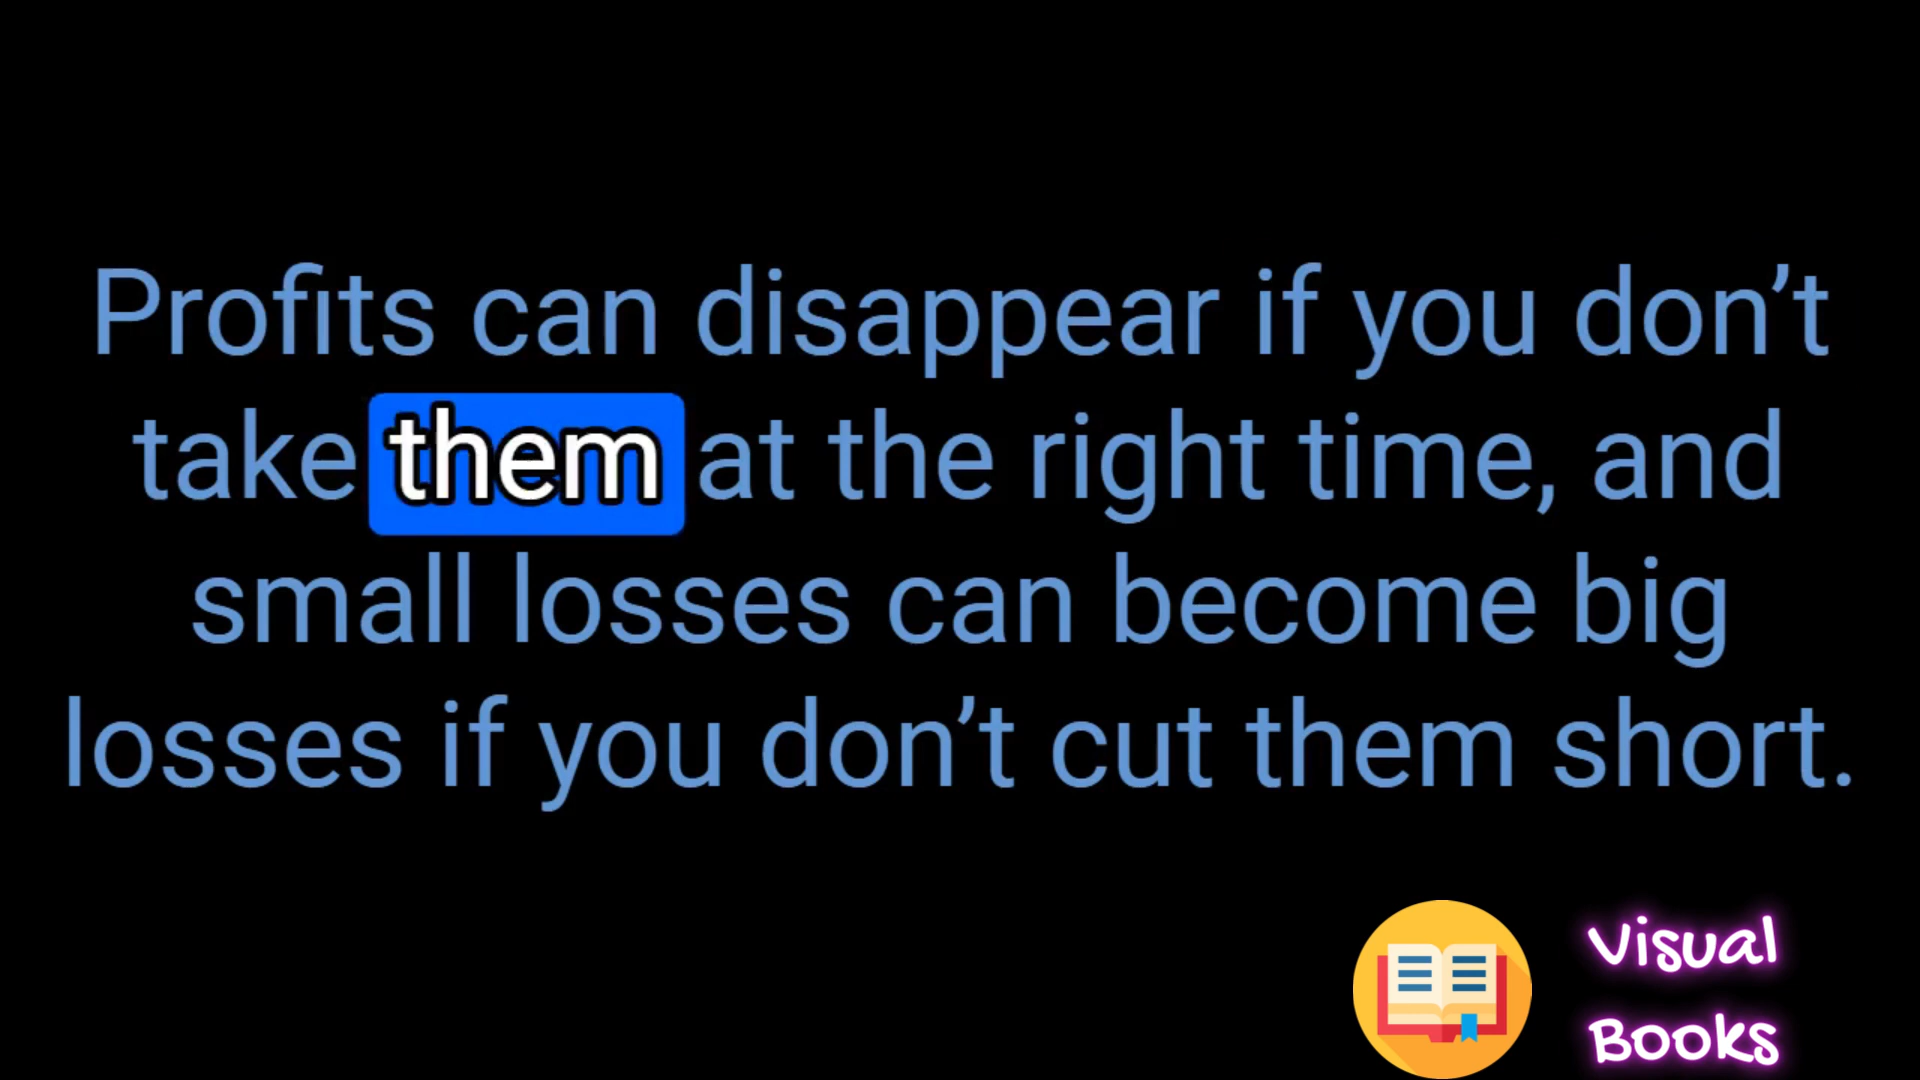 Profits can disappear if you don’t
take them at the right time, and
small losses can become big
losses if you don’t cut them short.
Visual
Books